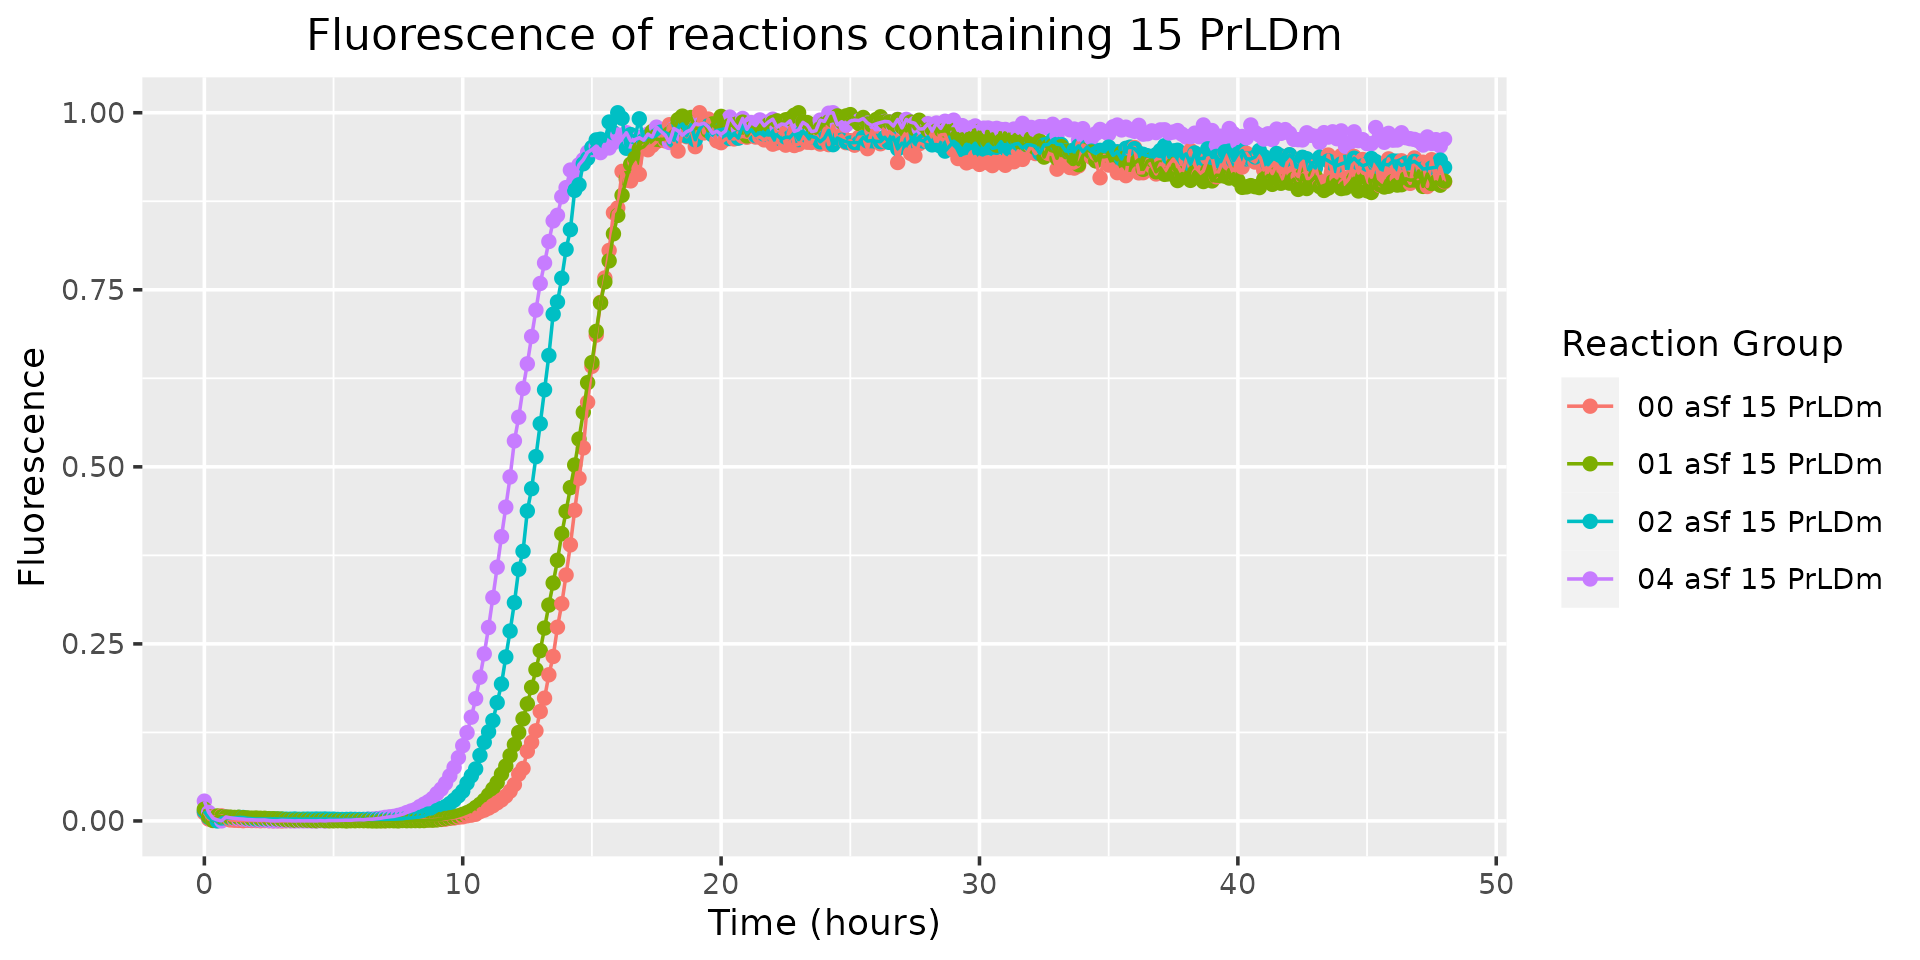 Fluorescence of reactions containing 15 PrLDm
1.00
0.75
0.50
0.25
0.00
Fluorescence
0 10 20 30 40 50
Time (hours)
Reaction Group
00 aSf 15 PrLDm
01 aSf 15 PrLDm
02 aSf 15 PrLDm
04 aSf 15 PrLDm